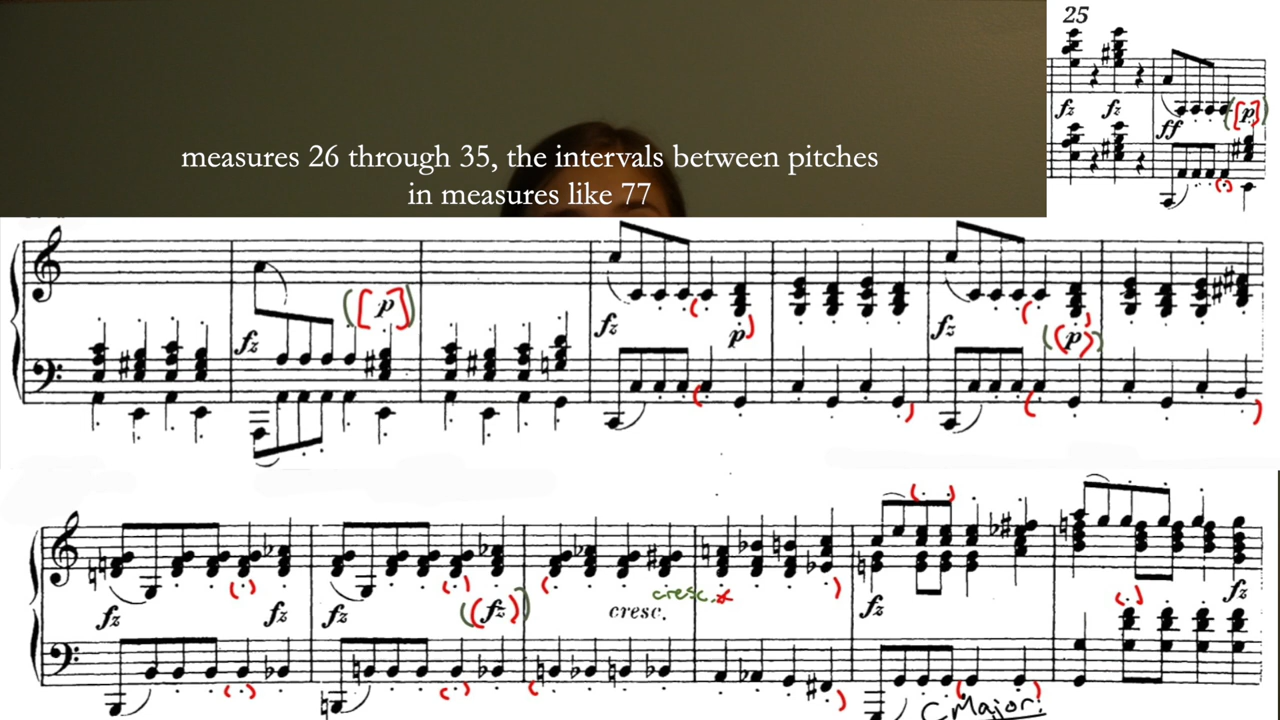 25
fz fz ff [p]
measures 26 through 35, the intervals between pitches
in measures like 77
fz ([p]) fz p fz (p)
fz fz fz (fz) cresc. cresc. fz fz
C Major!